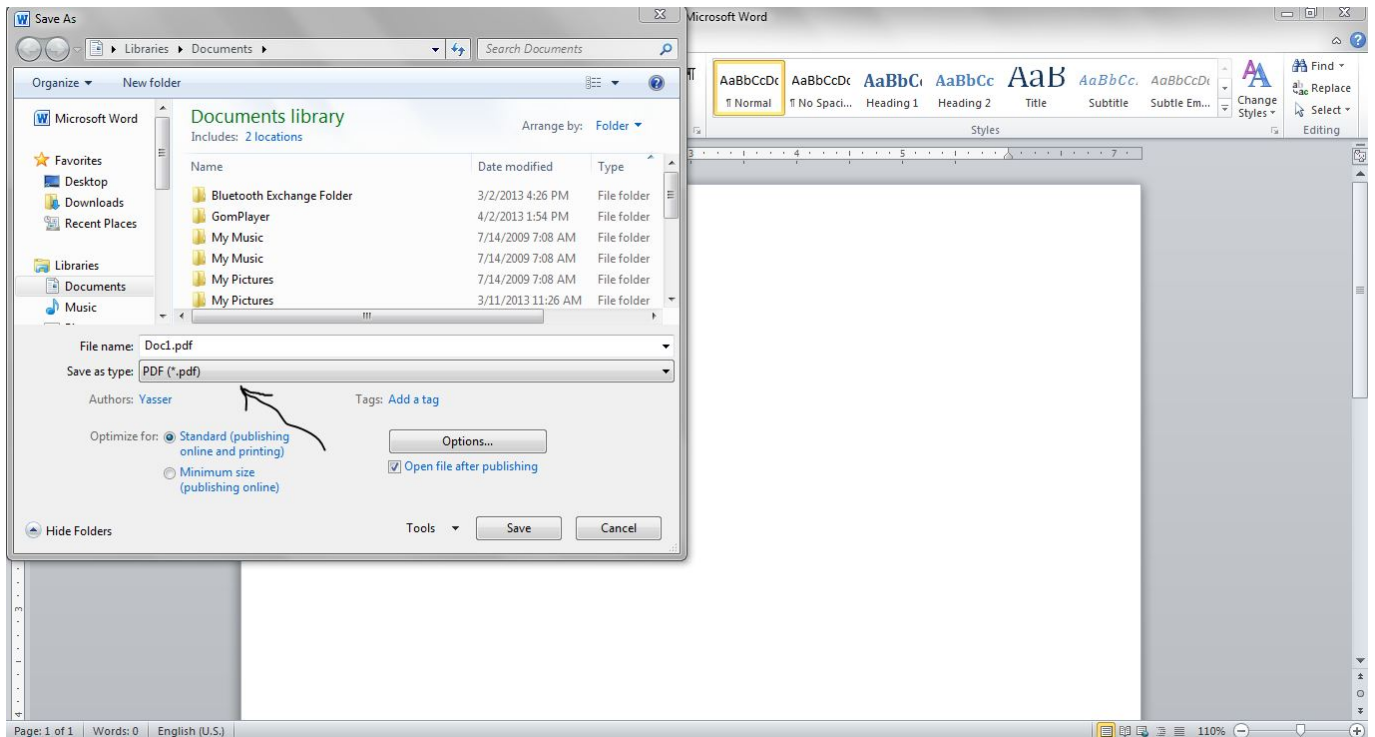 Save As
Microsoft Word
Libraries Documents
Search Documents
Organize New folder
Microsoft Word
Favorites
Desktop
Downloads
Recent Places
Libraries
Documents
Music
Documents library
Includes: 2 locations
Arrange by: Folder
Name Date modified Type
Bluetooth Exchange Folder 3/2/2013 4:26 PM File folder
GomPlayer 4/2/2013 1:54 PM File folder
My Music 7/14/2009 7:08 AM File folder
My Music 7/14/2009 7:08 AM File folder
My Pictures 7/14/2009 7:08 AM File folder
My Pictures 3/11/2013 11:26 AM File folder
File name: Doc1.pdf
Save as type: PDF (*.pdf)
Authors: Yasser Tags: Add a tag
Optimize for: Standard (publishing
online and printing)
Minimum size
(publishing online)
Options...
Open file after publishing
Hide Folders Tools Save Cancel
AaBbCcDc AaBbCcDc AaBbC AaBbCc AaB AaBbCc. AaBbCcDc
¶ Normal ¶ No Spaci... Heading 1 Heading 2 Title Subtitle Subtle Em...
Change
Styles
Styles
Find
Replace
Select
Editing
3 4 5 7
3
4
Page: 1 of 1 Words: 0 English (U.S.) 110%